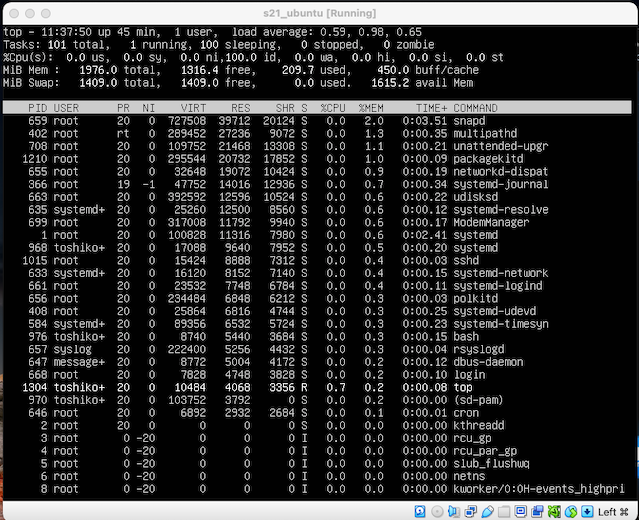 s21_ubuntu [Running]
top - 11:37:50 up 45 min,  1 user,  load average: 0.59, 0.98, 0.65
Tasks: 101 total,   1 running, 100 sleeping,   0 stopped,   0 zombie
%Cpu(s):  0.0 us,  0.0 sy,  0.0 ni,100.0 id,  0.0 wa,  0.0 hi,  0.0 si,  0.0 st
MiB Mem :   1976.0 total,   1316.4 free,    209.7 used,    450.0 buff/cache
MiB Swap:   1409.0 total,   1409.0 free,      0.0 used.   1615.2 avail Mem
PID USER PR NI VIRT RES SHR S %CPU %MEM TIME+ COMMAND
659 root 20 0 727508 39712 20124 S 0.0 2.0 0:03.51 snapd
402 root rt 0 289452 27236 9072 S 0.0 1.3 0:00.35 multipathd
708 root 20 0 109752 21468 13308 S 0.0 1.1 0:00.21 unattended-upgr
1210 root 20 0 295544 20732 17852 S 0.0 1.0 0:00.09 packagekitd
655 root 20 0 32648 19072 10424 S 0.0 0.9 0:00.19 networkd-dispat
366 root 19 -1 47752 14016 12936 S 0.0 0.7 0:00.34 systemd-journal
663 root 20 0 392592 12596 10524 S 0.0 0.6 0:00.22 udisksd
635 systemd+ 20 0 25260 12500 8560 S 0.0 0.6 0:00.12 systemd-resolve
699 root 20 0 317008 11792 9940 S 0.0 0.6 0:00.17 ModemManager
1 root 20 0 100828 11316 7980 S 0.0 0.6 0:02.41 systemd
968 toshiko+ 20 0 17088 9640 7952 S 0.0 0.5 0:00.20 systemd
1015 root 20 0 15424 8888 7312 S 0.0 0.4 0:00.03 sshd
633 systemd+ 20 0 16120 8152 7140 S 0.0 0.4 0:00.15 systemd-network
661 root 20 0 23532 7748 6784 S 0.0 0.4 0:00.11 systemd-logind
656 root 20 0 234484 6848 6212 S 0.0 0.3 0:00.03 polkitd
408 root 20 0 25864 6816 4744 S 0.0 0.3 0:00.25 systemd-udevd
584 systemd+ 20 0 89356 6532 5724 S 0.0 0.3 0:00.23 systemd-timesyn
976 toshiko+ 20 0 8740 5440 3684 S 0.0 0.3 0:00.15 bash
657 syslog 20 0 222400 5256 4432 S 0.0 0.3 0:00.04 rsyslogd
647 message+ 20 0 8772 5004 4172 S 0.0 0.2 0:00.12 dbus-daemon
668 root 20 0 7828 4748 3828 S 0.0 0.2 0:00.10 login
1304 toshiko+ 20 0 10484 4068 3356 R 0.7 0.2 0:00.08 top
970 toshiko+ 20 0 103752 3792 0 S 0.0 0.2 0:00.00 (sd-pam)
646 root 20 0 6892 2932 2684 S 0.0 0.1 0:00.01 cron
2 root 20 0 0 0 0 S 0.0 0.0 0:00.00 kthreadd
3 root 0 -20 0 0 0 I 0.0 0.0 0:00.00 rcu_gp
4 root 0 -20 0 0 0 I 0.0 0.0 0:00.00 rcu_par_gp
5 root 0 -20 0 0 0 I 0.0 0.0 0:00.00 slub_flushwq
6 root 0 -20 0 0 0 I 0.0 0.0 0:00.00 netns
8 root 0 -20 0 0 0 I 0.0 0.0 0:00.00 kworker/0:0H-events_highpri
Left ⌘